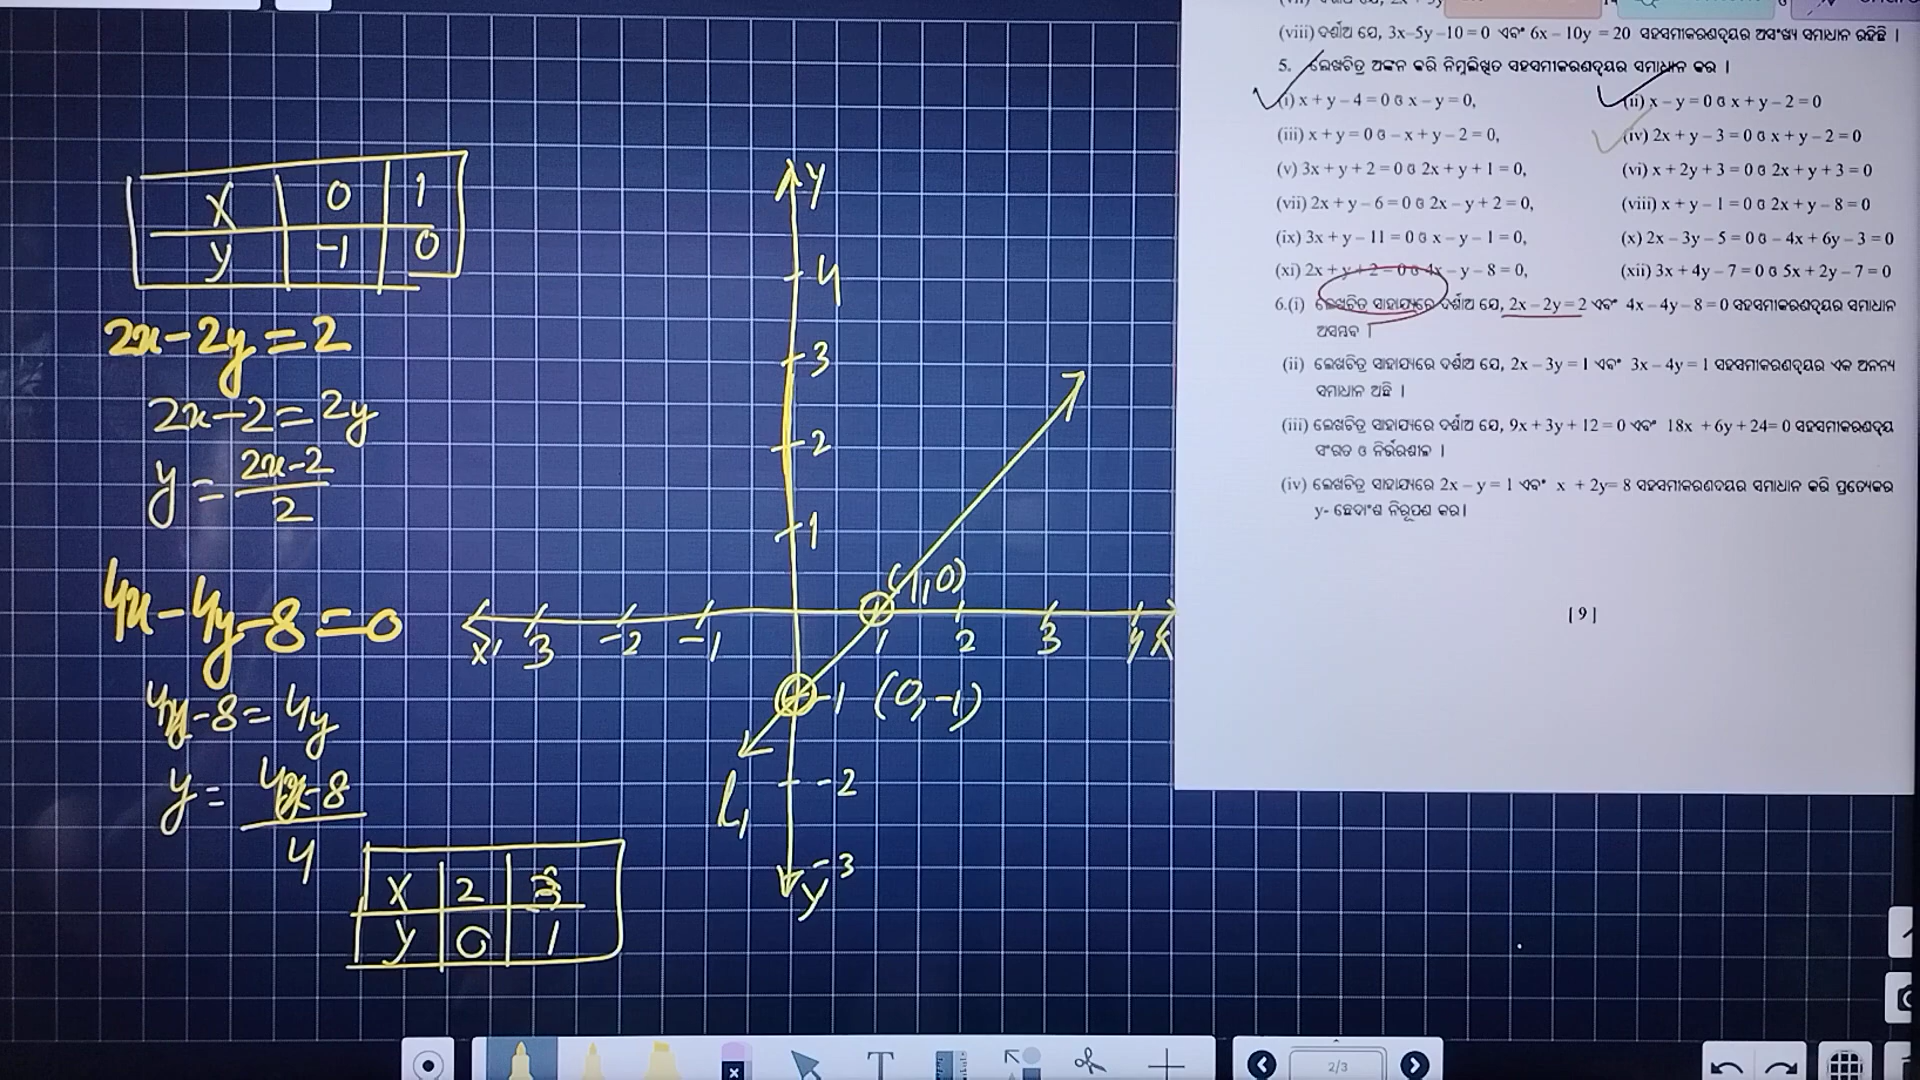 x 0 1
y -1 0
2x-2y=2
2x-2=2y
y = 2x-2
2
4x-4y-8=0
4x-8=4y
y = 4x-8
4
x 2 3
y 0 1
y
4
3
2
1
x' 3 -2 -1 1 2 3 4 x
(1,0)
-1 (0,-1)
-2
l₁
-3
y
(viii) ଦର୍ଶାଅ ଯେ, 3x–5y –10 = 0 ଏବଂ 6x – 10y = 20 ସହସମୀକରଣଦ୍ୱୟର ଅସଂଖ୍ୟ ସମାଧାନ ରହିଛି ।
5. ଲେଖଚିତ୍ର ଅଙ୍କନ କରି ନିମ୍ନଲିଖିତ ସହସମୀକରଣଦ୍ୱୟର ସମାଧାନ କର ।
(i) x + y – 4 = 0 ଓ x – y = 0, (ii) x – y = 0 ଓ x + y – 2 = 0
(iii) x + y = 0 ଓ – x + y – 2 = 0, (iv) 2x + y – 3 = 0 ଓ x + y – 2 = 0
(v) 3x + y + 2 = 0 ଓ 2x + y + 1 = 0, (vi) x + 2y + 3 = 0 ଓ 2x + y + 3 = 0
(vii) 2x + y – 6 = 0 ଓ 2x – y + 2 = 0, (viii) x + y – 1 = 0 ଓ 2x + y – 8 = 0
(ix) 3x + y – 11 = 0 ଓ x – y – 1 = 0, (x) 2x – 3y – 5 = 0 ଓ – 4x + 6y – 3 = 0
(xi) 2x + y + 2 = 0 ଓ 4x – y – 8 = 0, (xii) 3x + 4y – 7 = 0 ଓ 5x + 2y – 7 = 0
6.(i) ଲେଖଚିତ୍ର ସାହାଯ୍ୟରେ ଦର୍ଶାଅ ଯେ, 2x – 2y = 2 ଏବଂ 4x – 4y – 8 = 0 ସହସମୀକରଣଦ୍ୱୟର ସମାଧାନ
ଅସମ୍ଭବ ।
(ii) ଲେଖଚିତ୍ର ସାହାଯ୍ୟରେ ଦର୍ଶାଅ ଯେ, 2x – 3y = 1 ଏବଂ 3x – 4y = 1 ସହସମୀକରଣଦ୍ୱୟର ଏକ ଅନନ୍ୟ
ସମାଧାନ ଅଛି ।
(iii) ଲେଖଚିତ୍ର ସାହାଯ୍ୟରେ ଦର୍ଶାଅ ଯେ, 9x + 3y + 12 = 0 ଏବଂ 18x + 6y + 24= 0 ସହସମୀକରଣଦ୍ୱୟ
ସଂଗତ ଓ ନିର୍ଭରଶୀଳ ।
(iv) ଲେଖଚିତ୍ର ସାହାଯ୍ୟରେ 2x – y = 1 ଏବଂ x + 2y= 8 ସହସମୀକରଣଦ୍ୱୟର ସମାଧାନ କରି ପ୍ରତ୍ୟେକର
y- ଛେଦାଂଶ ନିରୂପଣ କର।
[ 9 ]
2/3